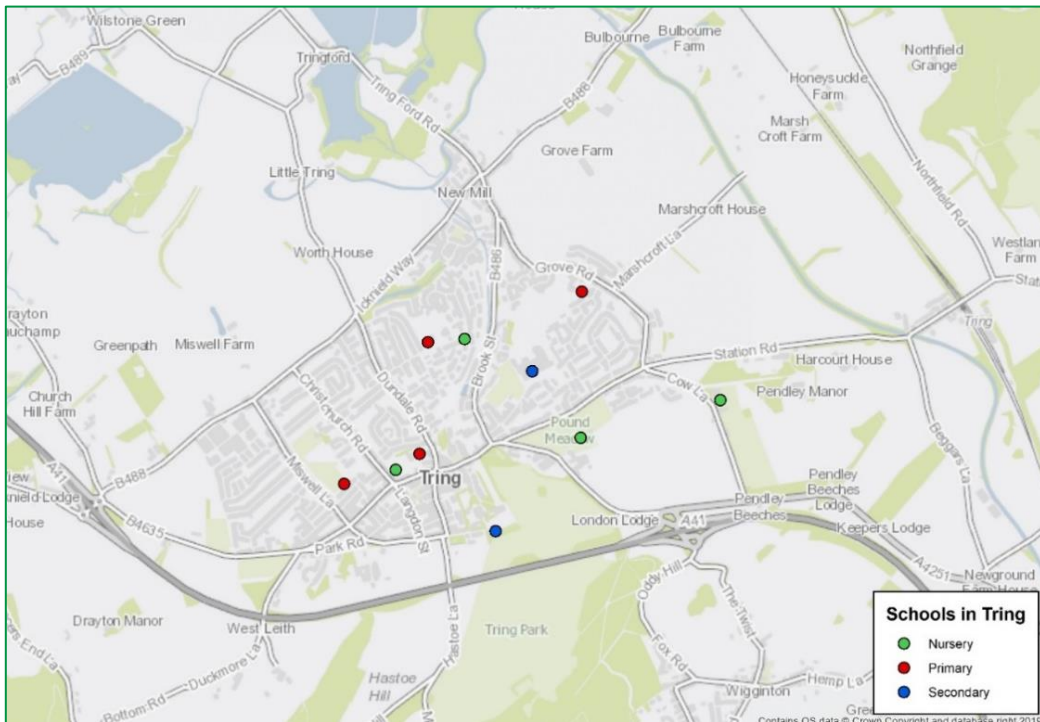 Wilstone Green
B489
Tringford
Tring Ford Rd
Bulbourne
Bulbourne
Farm
B488
Northfield
Grange
Honeysuckle
Farm
Marsh
Croft Farm
Northfield Rd
Grove Farm
Little Tring
New Mill
Marshcroft House
Marshcroft La
Worth House
Icknield Way
B486
Grove Rd
Westland
Farm
Tring
Greenpath
Miswell Farm
Brook St
Station Rd
Harcourt House
Church
Hill Farm
Christchurch Rd
Dundale Rd
Cow La
Pendley Manor
Pound
Meadow
Beggars La
A41
B488
Miswell La
Tring
Langdon St
Pendley
Beeches
Lodge
Pendley
Beeches
London Lodge
A41
Keepers Lodge
House
B4635
Park Rd
A4251
Newground
Farm House
Oddy Hill
The Twist
Drayton Manor
West Leith
Hastoe La
Tring Park
Duckmore La
Fox Rd
Hastoe
Hill
Bottom Rd
Wigginton
Hemp La
Schools in Tring
Nursery
Primary
Secondary
Contains OS data © Crown Copyright and database right 2019